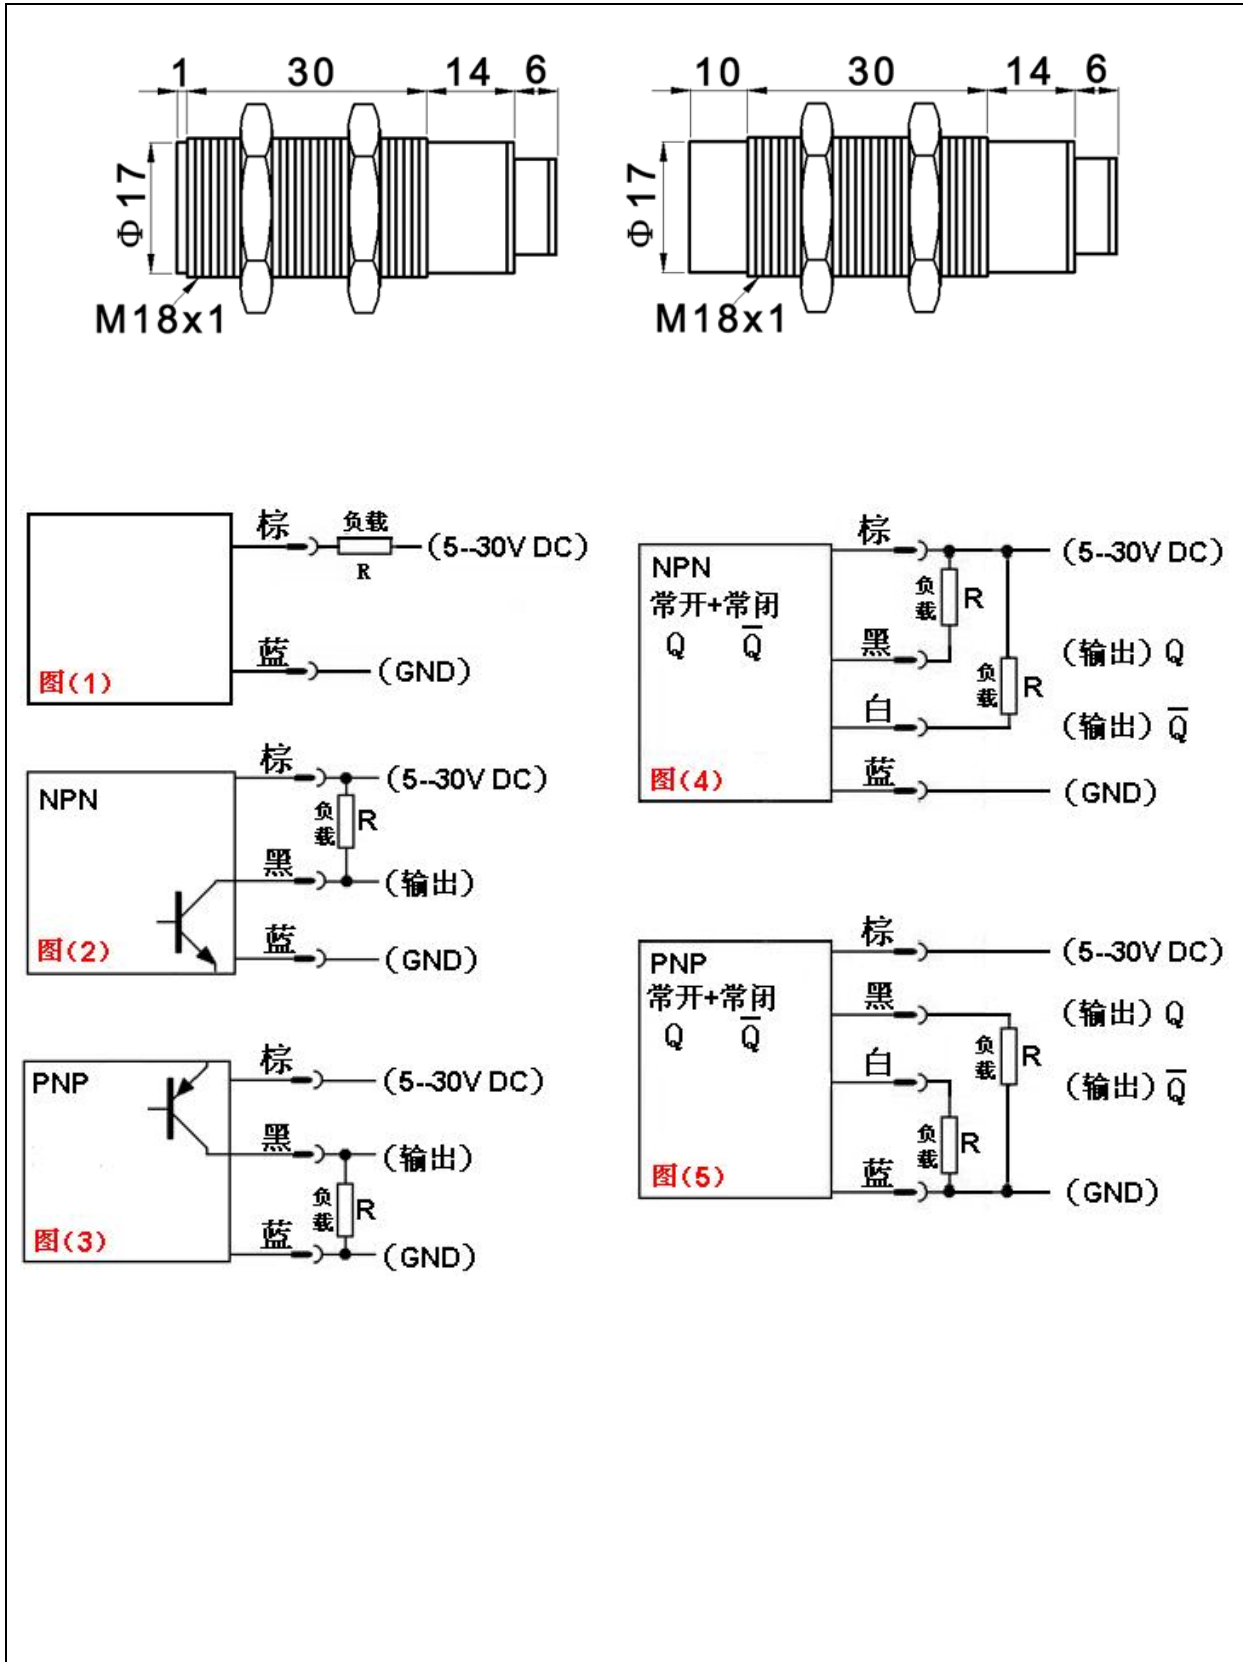 1 30 14 6
Φ17
M18x1
10 30 14 6
Φ17
M18x1
棕 负载 (5--30V DC)
R
蓝 (GND)
图(1)
NPN
棕 (5--30V DC)
负载 R
黑 (输出)
蓝 (GND)
图(2)
PNP
棕 (5--30V DC)
黑 (输出)
负载 R
蓝 (GND)
图(3)
NPN
常开+常闭
Q Q̅
棕 (5--30V DC)
负载 R
黑 (输出) Q
负载 R
白 (输出) Q̅
蓝 (GND)
图(4)
PNP
常开+常闭
Q Q̅
棕 (5--30V DC)
黑 (输出) Q
负载 R
白 (输出) Q̅
负载 R
蓝 (GND)
图(5)